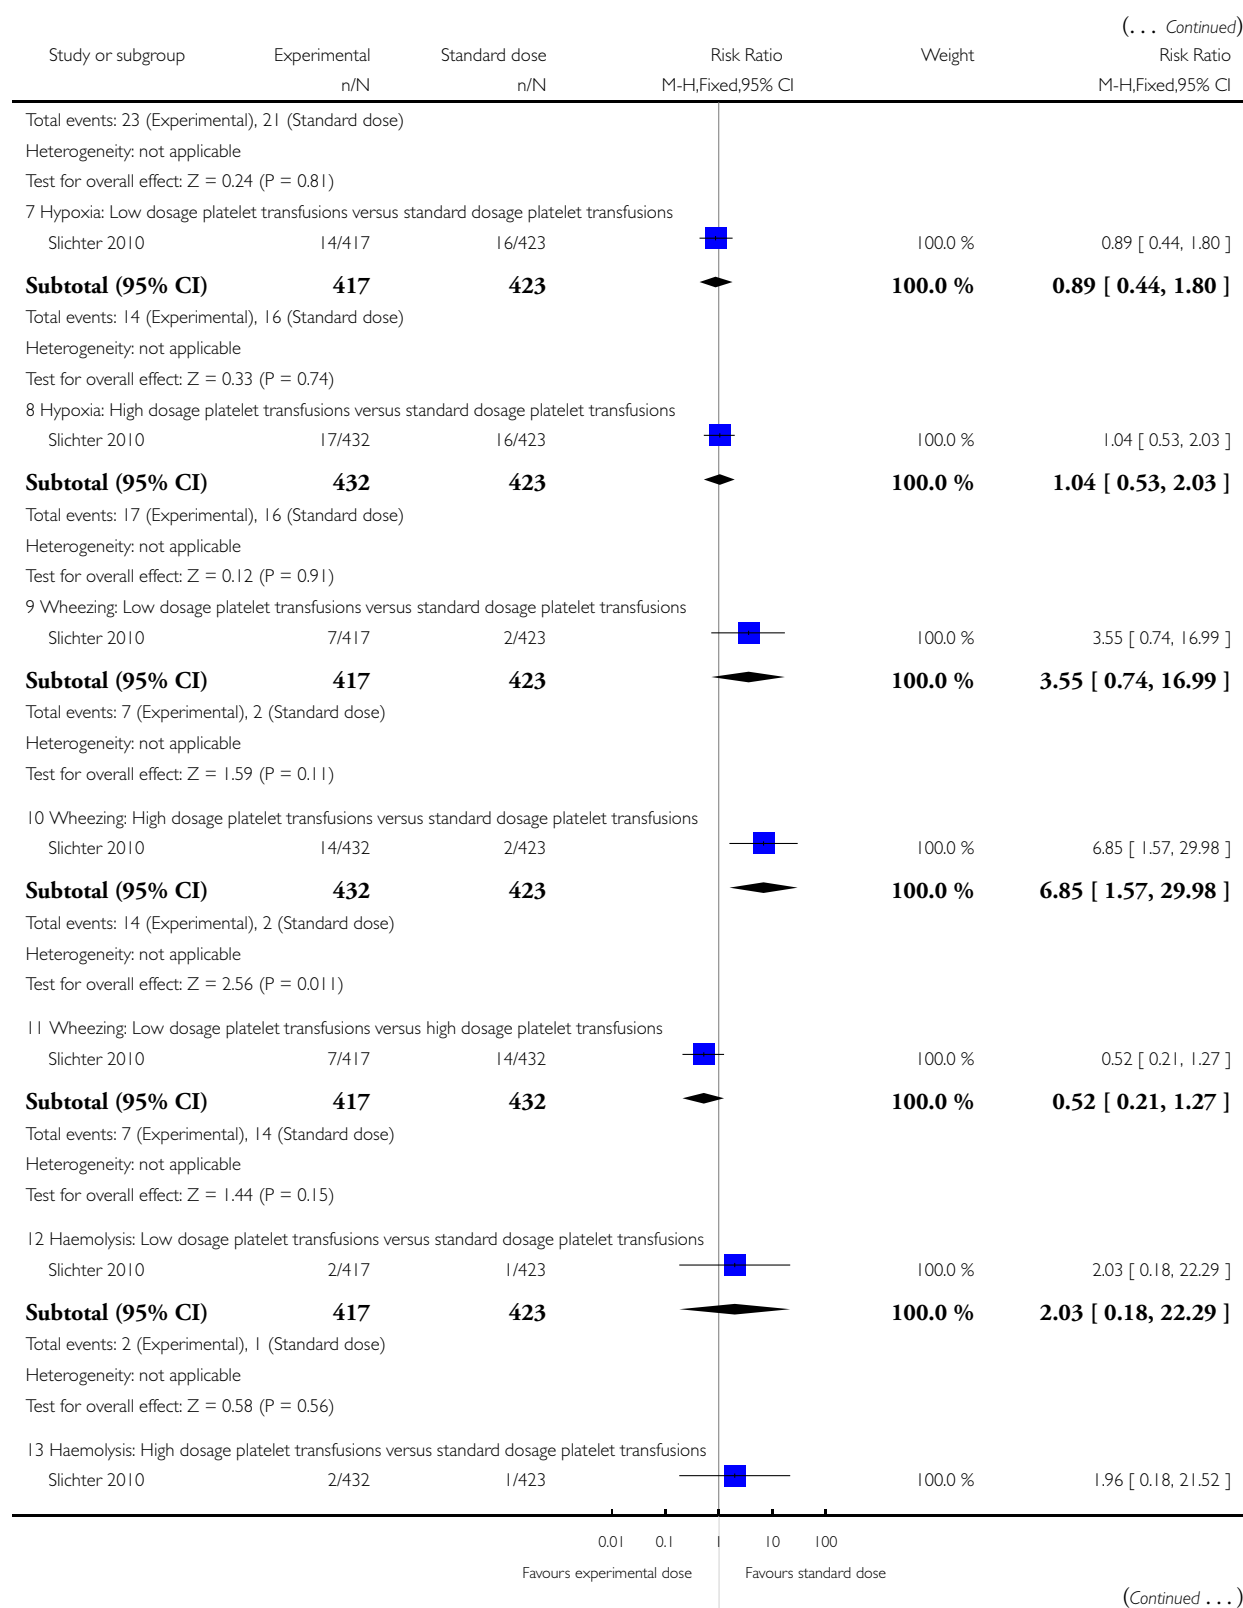 (... Continued)
Study or subgroup Experimental Standard dose Risk Ratio Weight Risk Ratio
n/N n/N M-H,Fixed,95% CI M-H,Fixed,95% CI
Total events: 23 (Experimental), 21 (Standard dose)
Heterogeneity: not applicable
Test for overall effect: Z = 0.24 (P = 0.81)
7 Hypoxia: Low dosage platelet transfusions versus standard dosage platelet transfusions
Slichter 2010 14/417 16/423 100.0 % 0.89 [ 0.44, 1.80 ]
Subtotal (95% CI) 417 423 100.0 % 0.89 [ 0.44, 1.80 ]
Total events: 14 (Experimental), 16 (Standard dose)
Heterogeneity: not applicable
Test for overall effect: Z = 0.33 (P = 0.74)
8 Hypoxia: High dosage platelet transfusions versus standard dosage platelet transfusions
Slichter 2010 17/432 16/423 100.0 % 1.04 [ 0.53, 2.03 ]
Subtotal (95% CI) 432 423 100.0 % 1.04 [ 0.53, 2.03 ]
Total events: 17 (Experimental), 16 (Standard dose)
Heterogeneity: not applicable
Test for overall effect: Z = 0.12 (P = 0.91)
9 Wheezing: Low dosage platelet transfusions versus standard dosage platelet transfusions
Slichter 2010 7/417 2/423 100.0 % 3.55 [ 0.74, 16.99 ]
Subtotal (95% CI) 417 423 100.0 % 3.55 [ 0.74, 16.99 ]
Total events: 7 (Experimental), 2 (Standard dose)
Heterogeneity: not applicable
Test for overall effect: Z = 1.59 (P = 0.11)
10 Wheezing: High dosage platelet transfusions versus standard dosage platelet transfusions
Slichter 2010 14/432 2/423 100.0 % 6.85 [ 1.57, 29.98 ]
Subtotal (95% CI) 432 423 100.0 % 6.85 [ 1.57, 29.98 ]
Total events: 14 (Experimental), 2 (Standard dose)
Heterogeneity: not applicable
Test for overall effect: Z = 2.56 (P = 0.011)
11 Wheezing: Low dosage platelet transfusions versus high dosage platelet transfusions
Slichter 2010 7/417 14/432 100.0 % 0.52 [ 0.21, 1.27 ]
Subtotal (95% CI) 417 432 100.0 % 0.52 [ 0.21, 1.27 ]
Total events: 7 (Experimental), 14 (Standard dose)
Heterogeneity: not applicable
Test for overall effect: Z = 1.44 (P = 0.15)
12 Haemolysis: Low dosage platelet transfusions versus standard dosage platelet transfusions
Slichter 2010 2/417 1/423 100.0 % 2.03 [ 0.18, 22.29 ]
Subtotal (95% CI) 417 423 100.0 % 2.03 [ 0.18, 22.29 ]
Total events: 2 (Experimental), 1 (Standard dose)
Heterogeneity: not applicable
Test for overall effect: Z = 0.58 (P = 0.56)
13 Haemolysis: High dosage platelet transfusions versus standard dosage platelet transfusions
Slichter 2010 2/432 1/423 100.0 % 1.96 [ 0.18, 21.52 ]
0.01 0.1 1 10 100
Favours experimental dose Favours standard dose
(Continued ...)